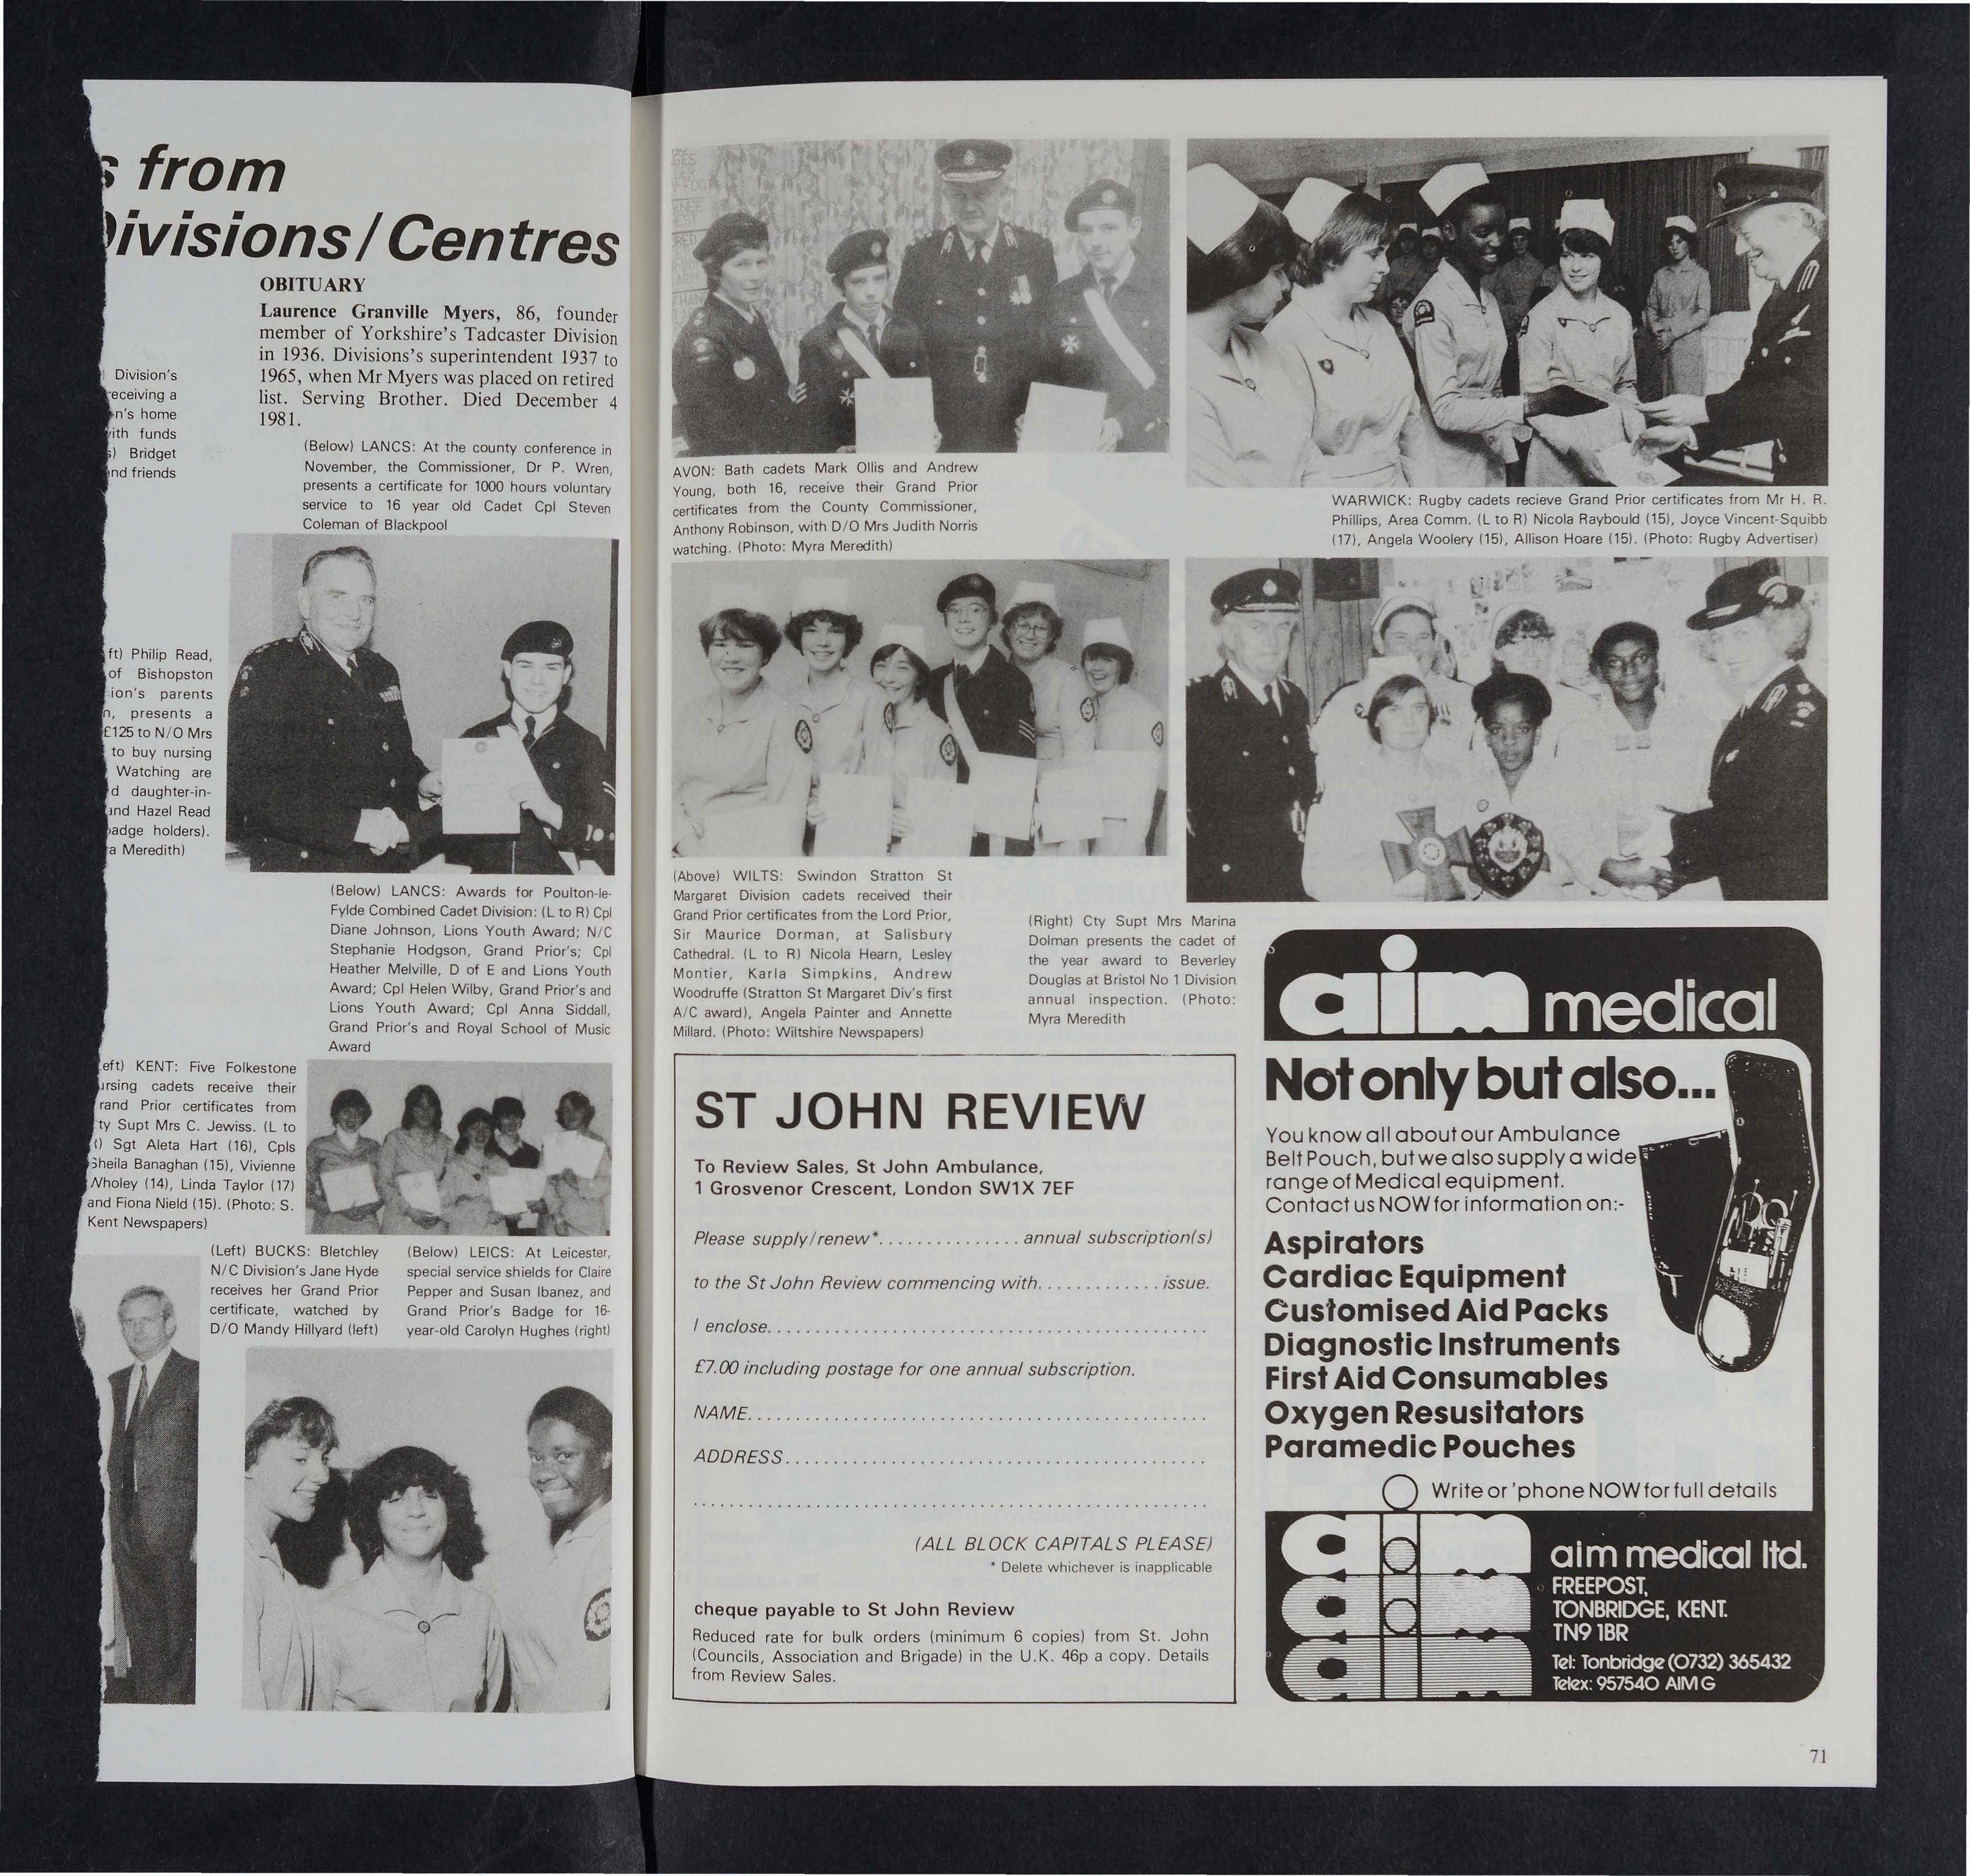 s from
Divisions/Centres
OBITUARY
Laurence Granville Myers, 86, founder
member of Yorkshire's Tadcaster Division
in 1936. Divisions's superintendent 1937 to
1965, when Mr Myers was placed on retired
list. Serving Brother. Died December 4
1981.
Division's
eceiving a
n's home
ith funds
s) Bridget
nd friends
(Below) LANCS: At the county conference in
November, the Commissioner, Dr P. Wren,
presents a certificate for 1000 hours voluntary
service to 16 year old Cadet Cpl Steven
Coleman of Blackpool
ft) Philip Read,
of Bishopston
ion's parents
n, presents a
£125 to N/O Mrs
to buy nursing
Watching are
d daughter-in-
and Hazel Read
badge holders).
ra Meredith)
(Below) LANCS: Awards for Poulton-le-
Fylde Combined Cadet Division: (L to R) Cpl
Diane Johnson, Lions Youth Award; N/C
Stephanie Hodgson, Grand Prior's; Cpl
Heather Melville, D of E and Lions Youth
Award; Cpl Helen Wilby, Grand Prior's and
Lions Youth Award; Cpl Anna Siddall,
Grand Prior's and Royal School of Music
Award
eft) KENT: Five Folkestone
ursing cadets receive their
rand Prior certificates from
ty Supt Mrs C. Jewiss. (L to
R) Sgt Aleta Hart (16), Cpls
Sheila Banaghan (15), Vivienne
Wholey (14), Linda Taylor (17)
and Fiona Nield (15). (Photo: S.
Kent Newspapers)
(Left) BUCKS: Bletchley
N/C Division's Jane Hyde
receives her Grand Prior
certificate, watched by
D/O Mandy Hillyard (left)
(Below) LEICS: At Leicester,
special service shields for Claire
Pepper and Susan Ibanez, and
Grand Prior's Badge for 16-
year-old Carolyn Hughes (right)
AVON: Bath cadets Mark Ollis and Andrew
Young, both 16, receive their Grand Prior
certificates from the County Commissioner,
Anthony Robinson, with D/O Mrs Judith Norris
watching. (Photo: Myra Meredith)
WARWICK: Rugby cadets recieve Grand Prior certificates from Mr H. R.
Phillips, Area Comm. (L to R) Nicola Raybould (15), Joyce Vincent-Squibb
(17), Angela Woolery (15), Allison Hoare (15). (Photo: Rugby Advertiser)
(Above) WILTS: Swindon Stratton St
Margaret Division cadets received their
Grand Prior certificates from the Lord Prior,
Sir Maurice Dorman, at Salisbury
Cathedral. (L to R) Nicola Hearn, Lesley
Montier, Karla Simpkins, Andrew
Woodruffe (Stratton St Margaret Div's first
A/C award), Angela Painter and Annette
Millard. (Photo: Wiltshire Newspapers)
(Right) Cty Supt Mrs Marina
Dolman presents the cadet of
the year award to Beverley
Douglas at Bristol No 1 Division
annual inspection. (Photo:
Myra Meredith
ST JOHN REVIEW
To Review Sales, St John Ambulance,
1 Grosvenor Crescent, London SW1X 7EF
Please supply/renew*............... annual subscription(s)
to the St John Review commencing with............. issue.
I enclose................................................
£7.00 including postage for one annual subscription.
NAME..................................................
ADDRESS..............................................
........................................................
(ALL BLOCK CAPITALS PLEASE)
* Delete whichever is inapplicable
cheque payable to St John Review
Reduced rate for bulk orders (minimum 6 copies) from St. John
(Councils, Association and Brigade) in the U.K. 46p a copy. Details
from Review Sales.
aim medical
Not only but also...
You know all about our Ambulance
Belt Pouch, but we also supply a wide
range of Medical equipment.
Contact us NOW for information on:-
Aspirators
Cardiac Equipment
Customised Aid Packs
Diagnostic Instruments
First Aid Consumables
Oxygen Resusitators
Paramedic Pouches
Write or 'phone NOW for full details
aim
aim
aim
aim medical ltd.
FREEPOST,
TONBRIDGE, KENT.
TN9 1BR
Tel: Tonbridge (0732) 365432
Telex: 957540 AIM G
71